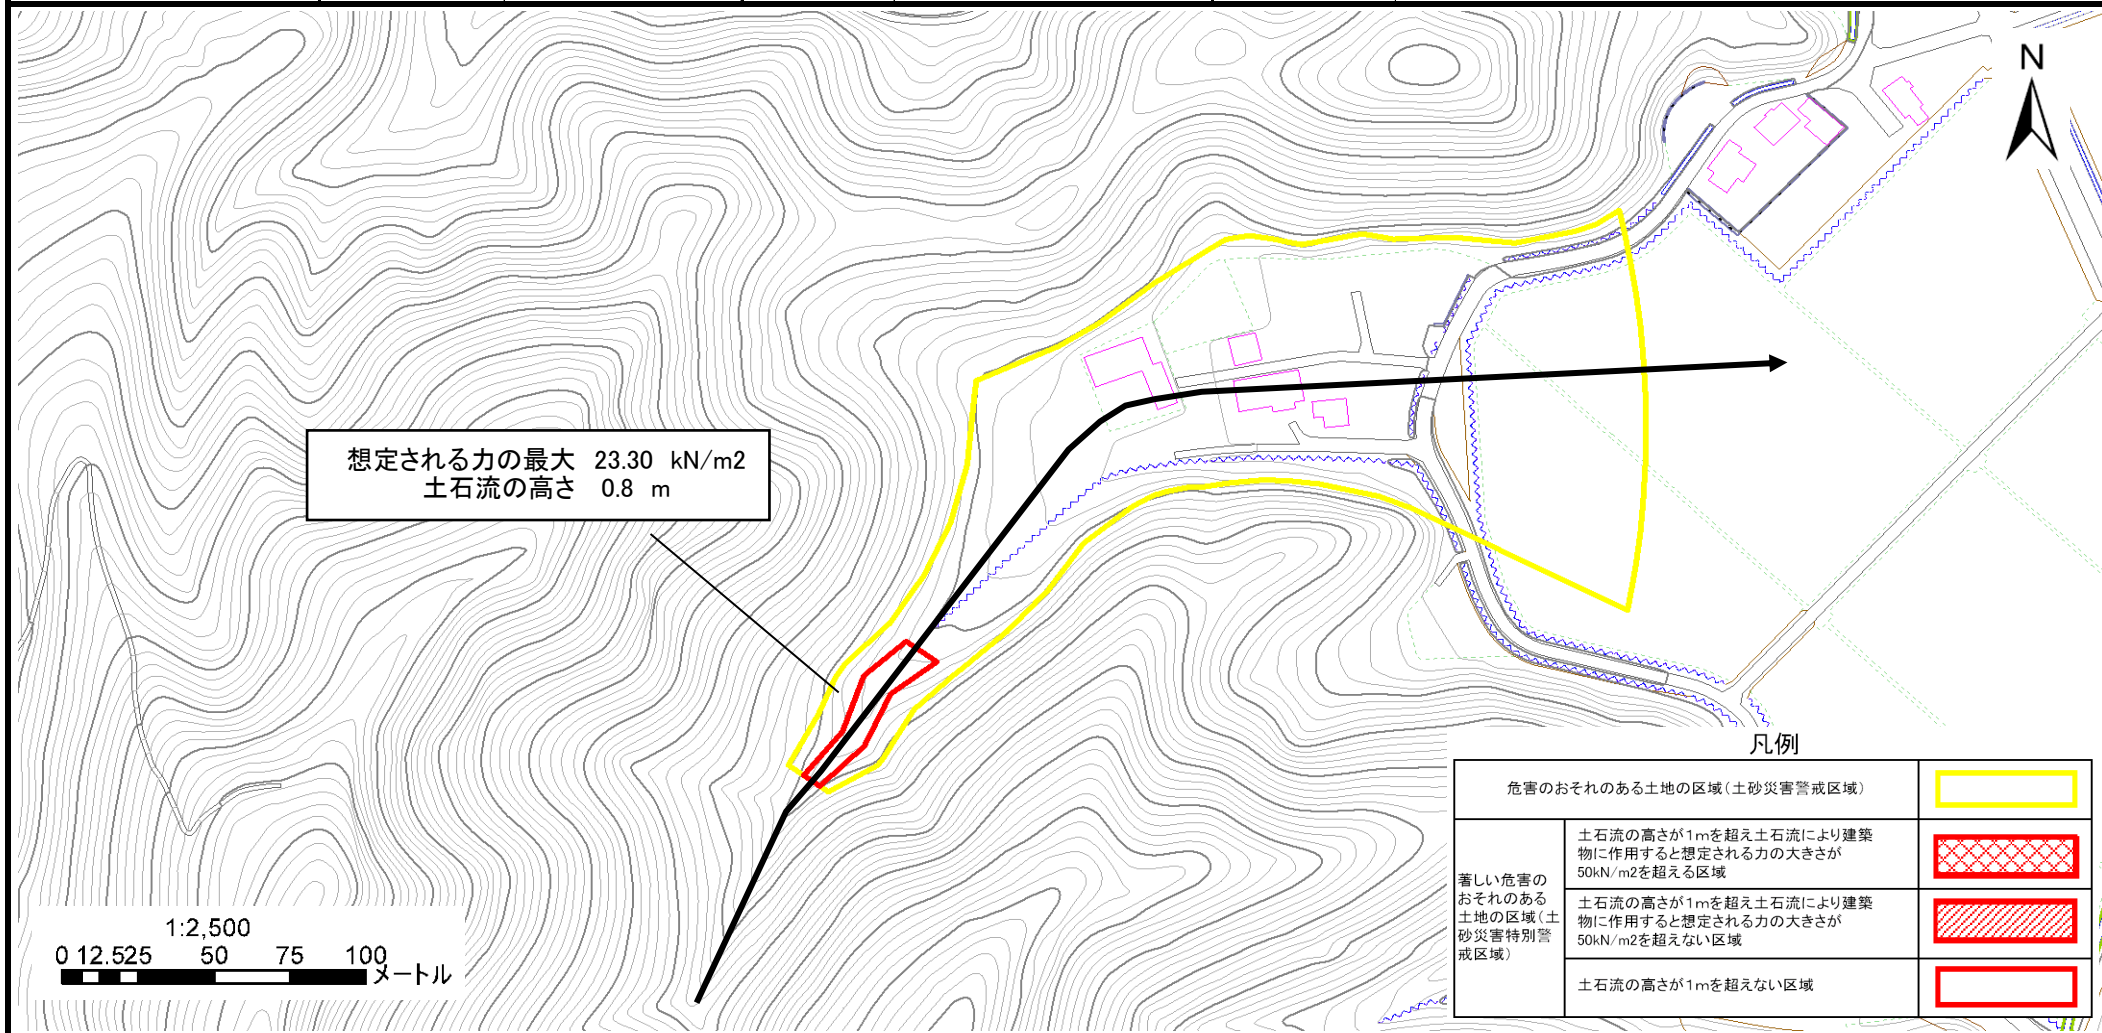 N
想定される力の最大 23.30 kN/m2
土石流の高さ 0.8 m
1:2,500
0 12.525 50 75 100
メートル
凡例
危害のおそれのある土地の区域(土砂災害警戒区域)
著しい危害の
おそれのある
土地の区域(土
砂災害特別警
戒区域)
土石流の高さが1mを超え土石流により建築
物に作用すると想定される力の大きさが
50kN/m2を超える区域
土石流の高さが1mを超え土石流により建築
物に作用すると想定される力の大きさが
50kN/m2を超えない区域
土石流の高さが1mを超えない区域